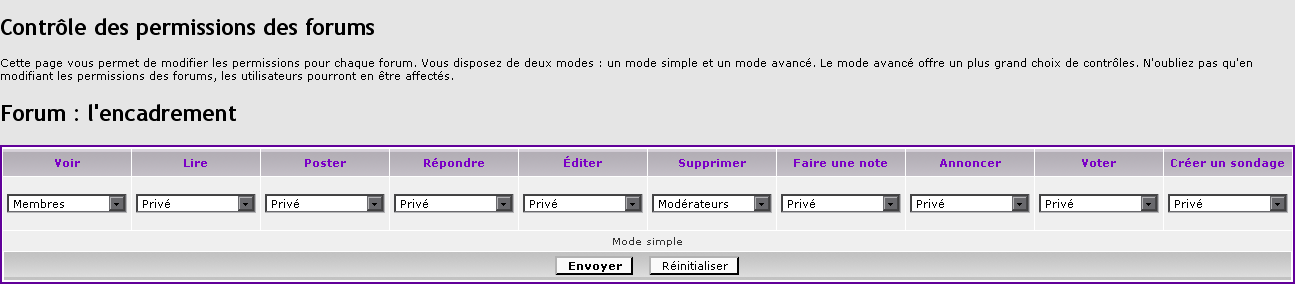 Contrôle des permissions des forums
Cette page vous permet de modifier les permissions pour chaque forum. Vous disposez de deux modes : un mode simple et un mode avancé. Le mode avancé offre un plus grand choix de contrôles. N'oubliez pas qu'en
modifiant les permissions des forums, les utilisateurs pourront en être affectés.
Forum : l'encadrement
Voir Lire Poster Répondre Éditer Supprimer Faire une note Annoncer Voter Créer un sondage
Membres Privé Privé Privé Privé Modérateurs Privé Privé Privé Privé
Mode simple
Envoyer Réinitialiser